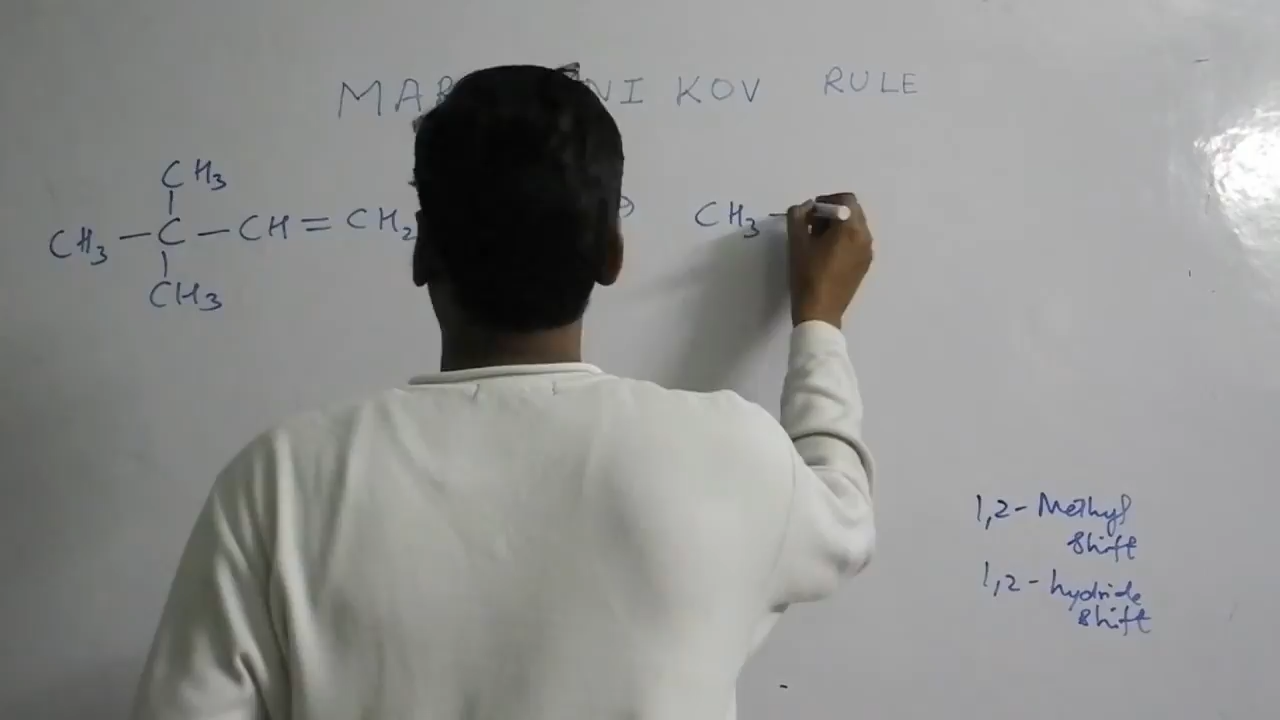 MAR NIKOV RULE
CH3
CH3 – C – CH = CH2
CH3
CH3 –
1,2 - Methyl
shift
1,2 - hydride
shift